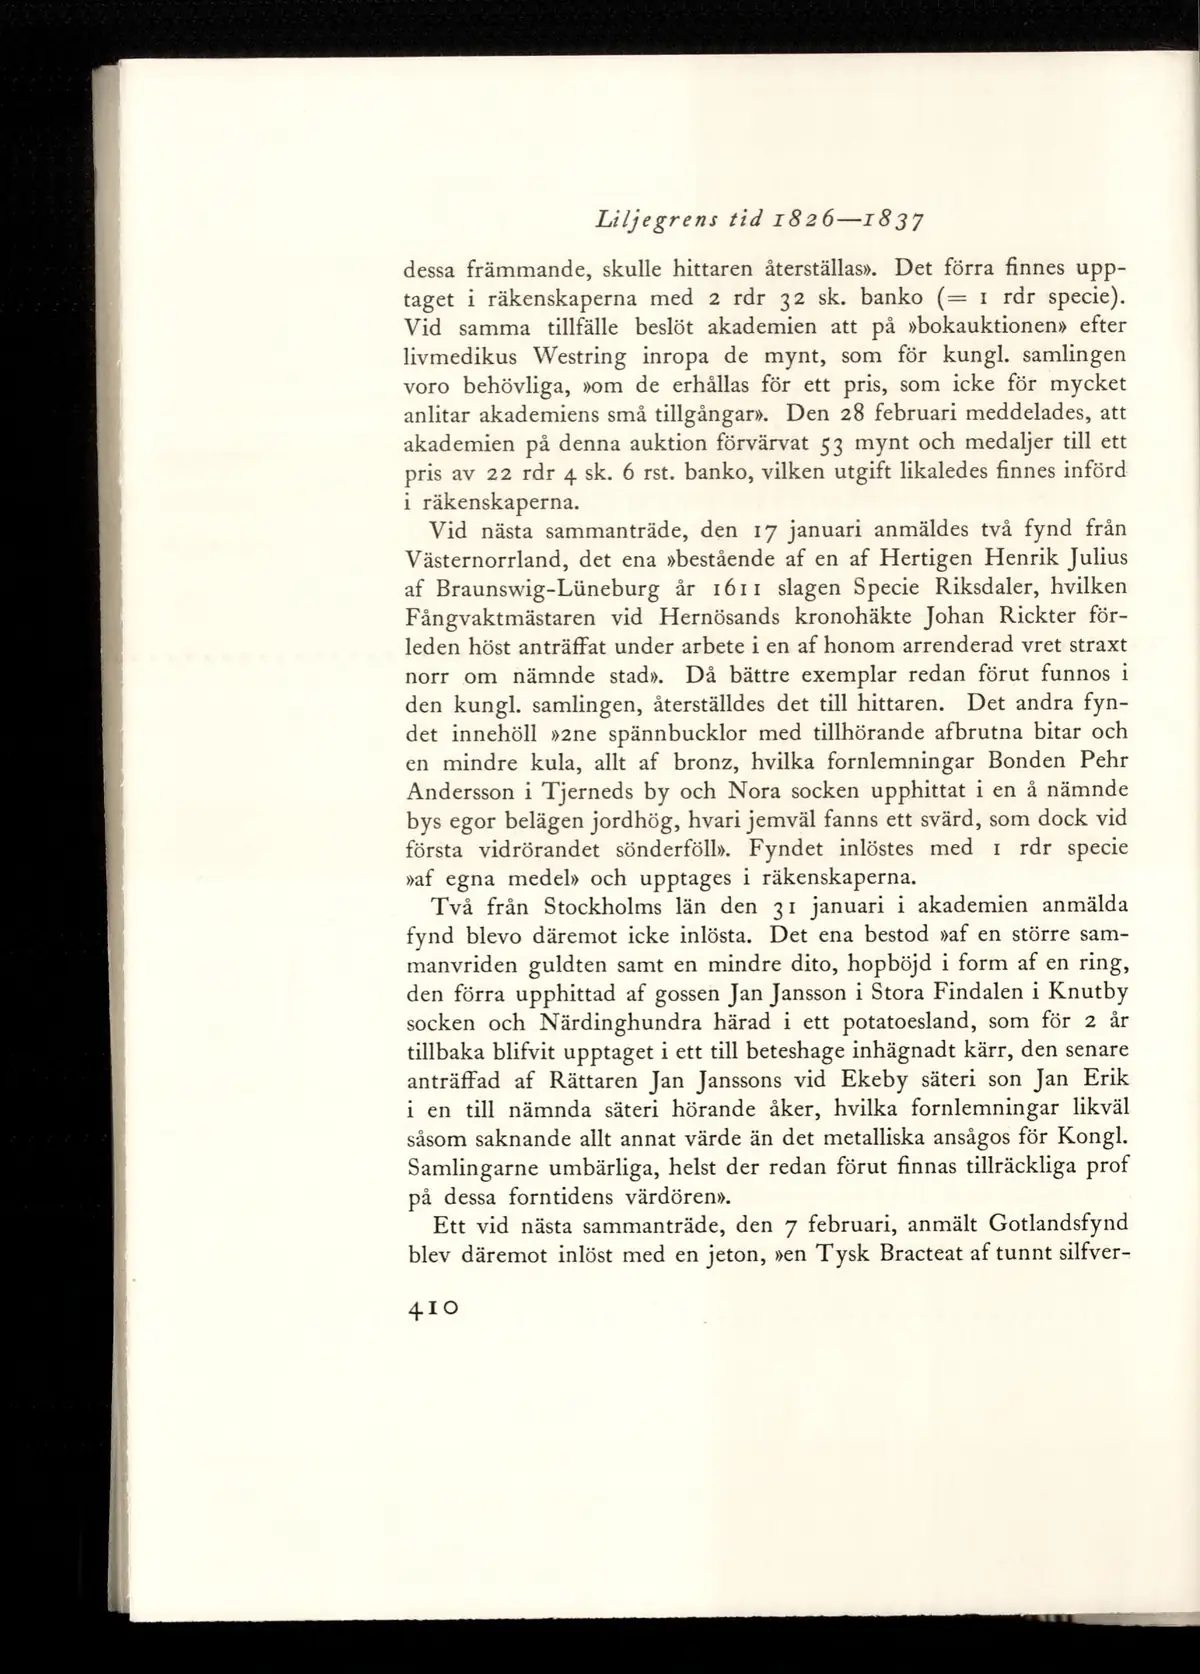 Liljegrens tid 1826—1837
dessa främmande, skulle hittaren återställas». Det förra finnes upp-
taget i räkenskaperna med 2 rdr 32 sk. banko (= 1 rdr specie).
Vid samma tillfälle beslöt akademien att på »bokauktionen» efter
livmedikus Westring inropa de mynt, som för kungl. samlingen
voro behövliga, »om de erhållas för ett pris, som icke för mycket
anlitar akademiens små tillgångar». Den 28 februari meddelades, att
akademien på denna auktion förvärvat 53 mynt och medaljer till ett
pris av 22 rdr 4 sk. 6 rst. banko, vilken utgift likaledes finnes införd
i räkenskaperna.
Vid nästa sammanträde, den 17 januari anmäldes två fynd från
Västernorrland, det ena »bestående af en af Hertigen Henrik Julius
af Braunswig-Lüneburg år 1611 slagen Specie Riksdaler, hvilken
Fångvaktmästaren vid Hernösands kronohäkte Johan Rickter för-
leden höst anträffat under arbete i en af honom arrenderad vret straxt
norr om nämnde stad». Då bättre exemplar redan förut funnos i
den kungl. samlingen, återställdes det till hittaren. Det andra fyn-
det innehöll »2ne spännbucklor med tillhörande afbrutna bitar och
en mindre kula, allt af bronz, hvilka fornlemningar Bonden Pehr
Andersson i Tjerneds by och Nora socken upphittat i en å nämnde
bys egor belägen jordhög, hvari jemväl fanns ett svärd, som dock vid
första vidrörandet sönderföll». Fyndet inlöstes med 1 rdr specie
»af egna medel» och upptages i räkenskaperna.
Två från Stockholms län den 31 januari i akademien anmälda
fynd blevo däremot icke inlösta. Det ena bestod »af en större sam-
manvriden guldten samt en mindre dito, hopböjd i form af en ring,
den förra upphittad af gossen Jan Jansson i Stora Findalen i Knutby
socken och Närdinghundra härad i ett potatoesland, som för 2 år
tillbaka blifvit upptaget i ett till beteshage inhägnadt kärr, den senare
anträffad af Rättaren Jan Janssons vid Ekeby säteri son Jan Erik
i en till nämnda säteri hörande åker, hvilka fornlemningar likväl
såsom saknande allt annat värde än det metalliska ansågos för Kongl.
Samlingarne umbärliga, helst der redan förut finnas tillräckliga prof
på dessa forntidens värdören».
Ett vid nästa sammanträde, den 7 februari, anmält Gotlandsfynd
blev däremot inlöst med en jeton, »en Tysk Bracteat af tunnt silfver-
410